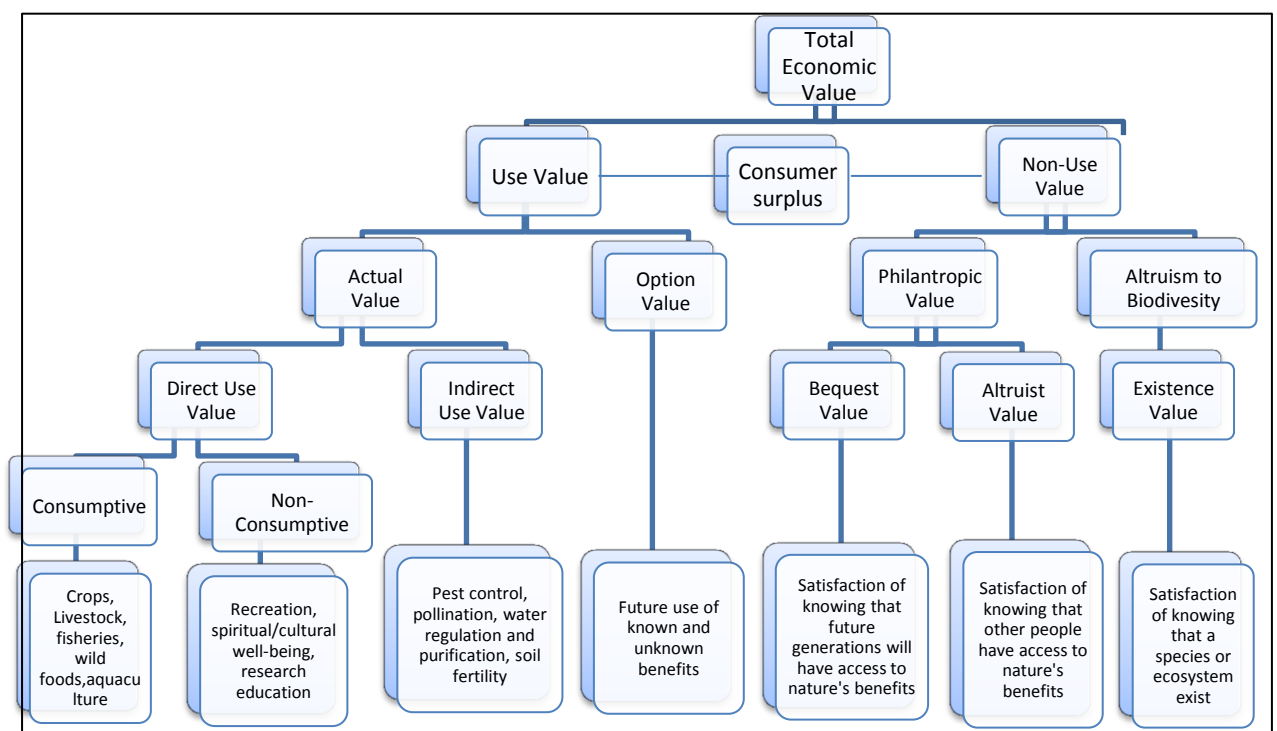 Total
Economic
Value
Use Value
Consumer
surplus
Non-Use
Value
Actual
Value
Option
Value
Philantropic
Value
Altruism to
Biodivesity
Direct Use
Value
Indirect
Use Value
Bequest
Value
Altruist
Value
Existence
Value
Consumptive
Non-
Consumptive
Crops,
Livestock,
fisheries,
wild
foods,aquacu
lture
Recreation,
spiritual/cultural
well-being,
research
education
Pest control,
pollination, water
regulation and
purification, soil
fertility
Future use of
known and
unknown
benefits
Satisfaction of
knowing that
future
generations will
have access to
nature's benefits
Satisfaction of
knowing that
other people
have access to
nature's
benefits
Satisfaction of
knowing that a
species or
ecosystem
exist